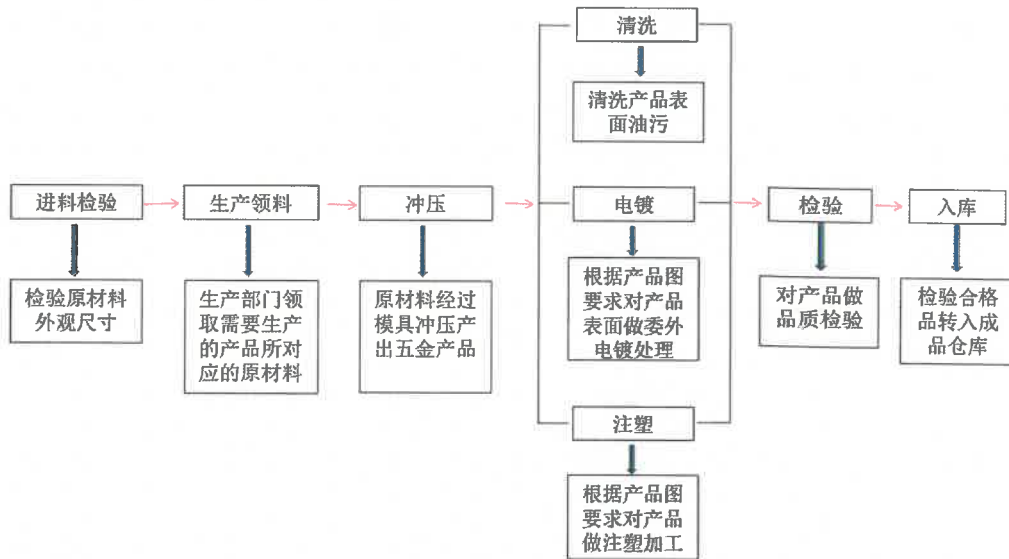 清洗
清洗产品表
面油污
进料检验
生产领料
冲压
电镀
检验
入库
检验原材料
外观尺寸
生产部门领
取需要生产
的产品所对
应的原材料
原材料经过
模具冲压产
出五金产品
根据产品图
要求对产品
表面做委外
电镀处理
对产品做
品质检验
检验合格
品转入成
品仓库
注塑
根据产品图
要求对产品
做注塑加工